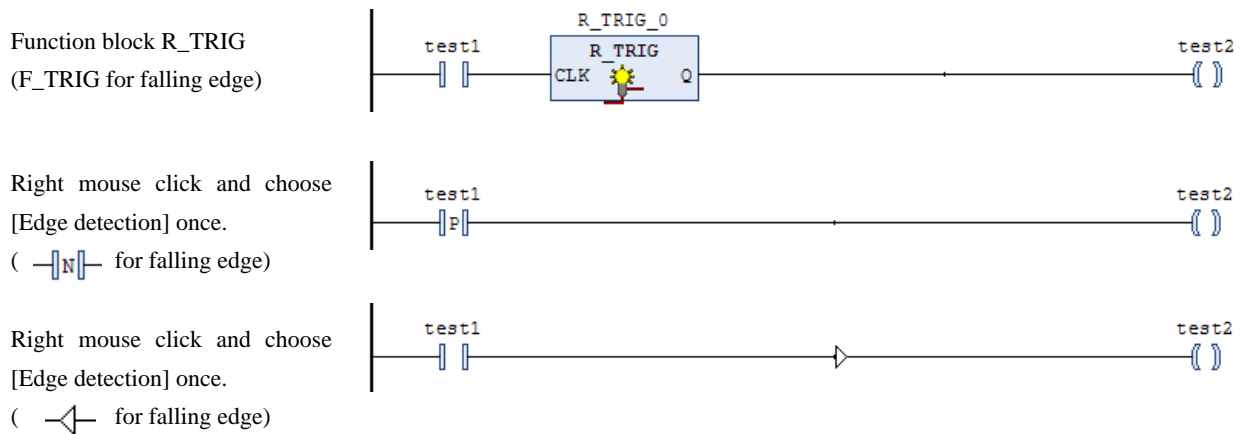 Function block R_TRIG
(F_TRIG for falling edge)
R_TRIG_0
test1
R_TRIG
test2
CLK
Q
Right mouse click and choose
[Edge detection] once.
( N for falling edge)
test1
P
test2
Right mouse click and choose
[Edge detection] once.
( for falling edge)
test1
test2